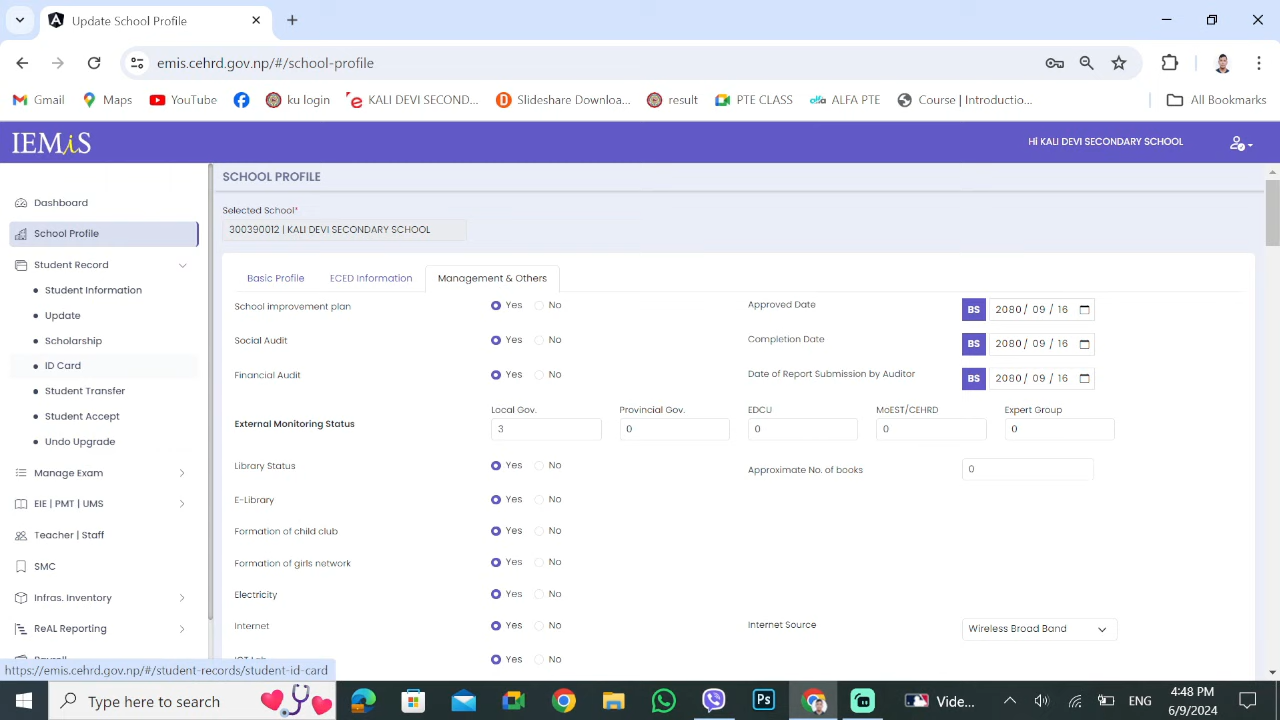 Update School Profile
emis.cehrd.gov.np/#/school-profile
Gmail Maps YouTube ku login KALI DEVI SECOND... Slideshare Downloa... result PTE CLASS ALFA PTE Course | Introductio... All Bookmarks
IEMiS
Hi KALI DEVI SECONDARY SCHOOL
Dashboard
School Profile
Student Record
Student Information
Update
Scholarship
ID Card
Student Transfer
Student Accept
Undo Upgrade
Manage Exam
EIE | PMT | UMS
Teacher | Staff
SMC
Infras. Inventory
ReAL Reporting
SCHOOL PROFILE
Selected School*
300390012 | KALI DEVI SECONDARY SCHOOL
Basic Profile ECED Information Management & Others
School improvement plan Yes No Approved Date BS 2080/ 09 / 16
Social Audit Yes No Completion Date BS 2080/ 09 / 16
Financial Audit Yes No Date of Report Submission by Auditor BS 2080/ 09 / 16
Local Gov. Provincial Gov. EDCU MoEST/CEHRD Expert Group
External Monitoring Status 3 0 0 0 0
Library Status Yes No Approximate No. of books 0
E-Library Yes No
Formation of child club Yes No
Formation of girls network Yes No
Electricity Yes No
Internet Yes No Internet Source Wireless Broad Band
Yes No
https://emis.cehrd.gov.np/#/student-records/student-id-card
Type here to search
Ps
Vide...
ENG
4:48 PM
6/9/2024